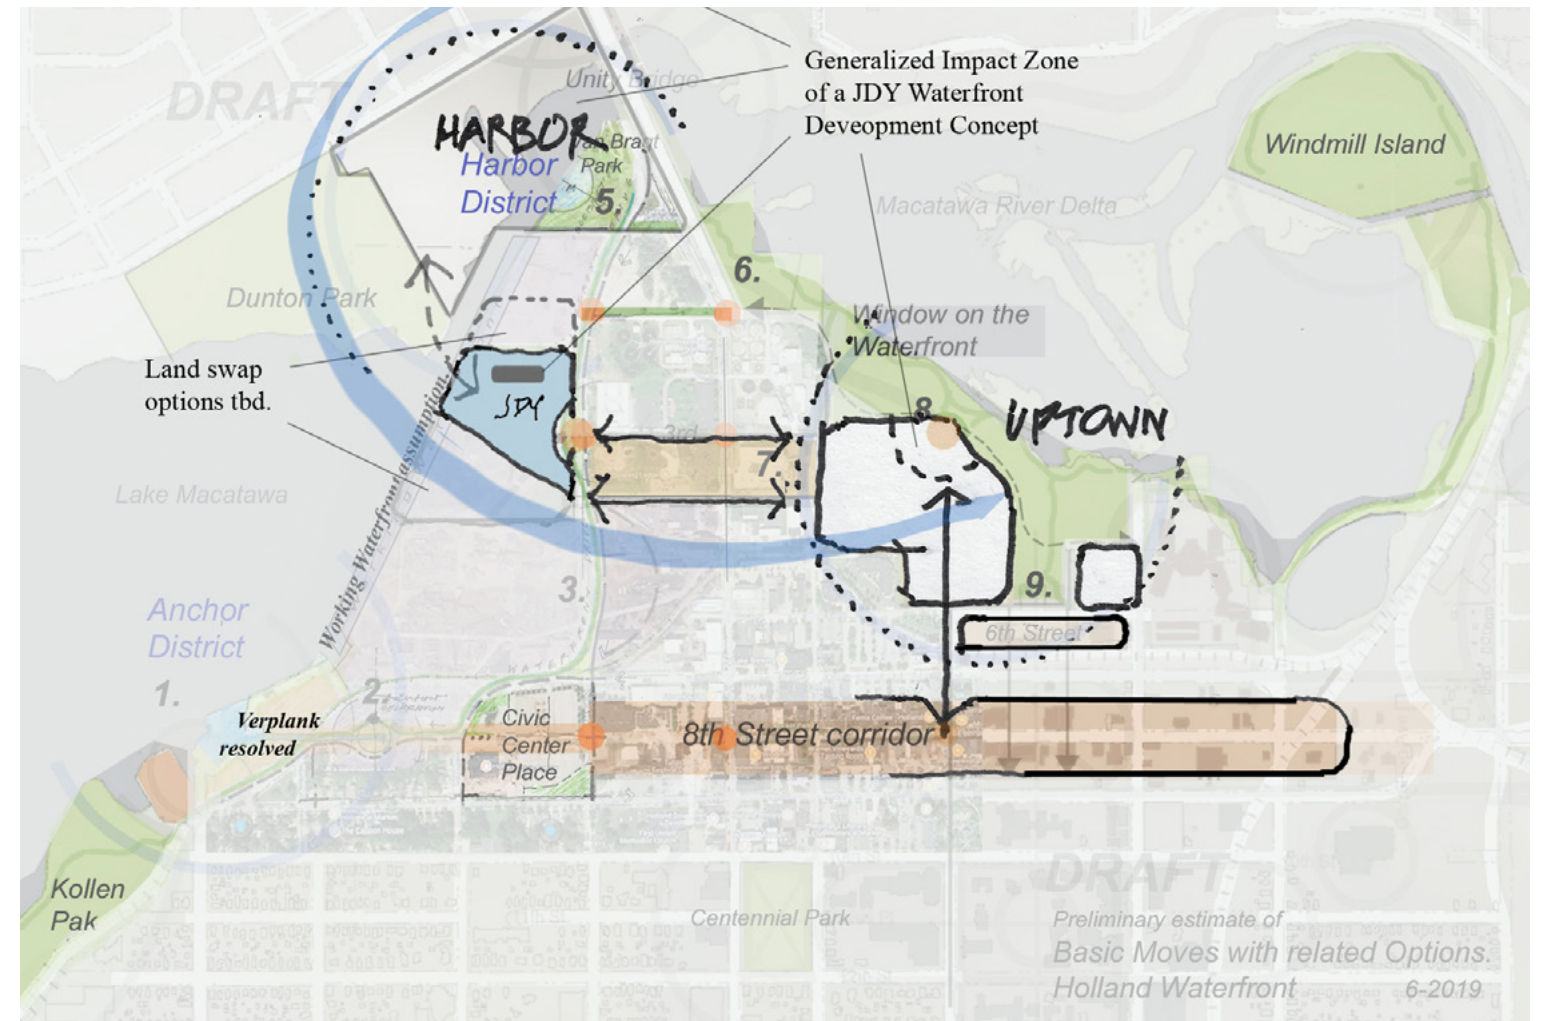 DRAFT
Unity Bridge
Generalized Impact Zone
of a JDY Waterfront
Deveopment Concept
HARBOR
Van Bragt
Park
Harbor
District
5.
Windmill Island
Macatawa River Delta
6.
Dunton Park
Window on the
Waterfront
Land swap
options tbd.
JDY
8.
UPTOWN
3rd
7.
Working Waterfront assumption.
Lake Macatawa
3.
9.
Anchor
District
6th Street
1.
2.
Verplank
resolved
Civic
Center
Place
8th Street corridor
Kollen
Pak
Centennial Park
DRAFT
Preliminary estimate of
Basic Moves with related Options.
Holland Waterfront
6-2019